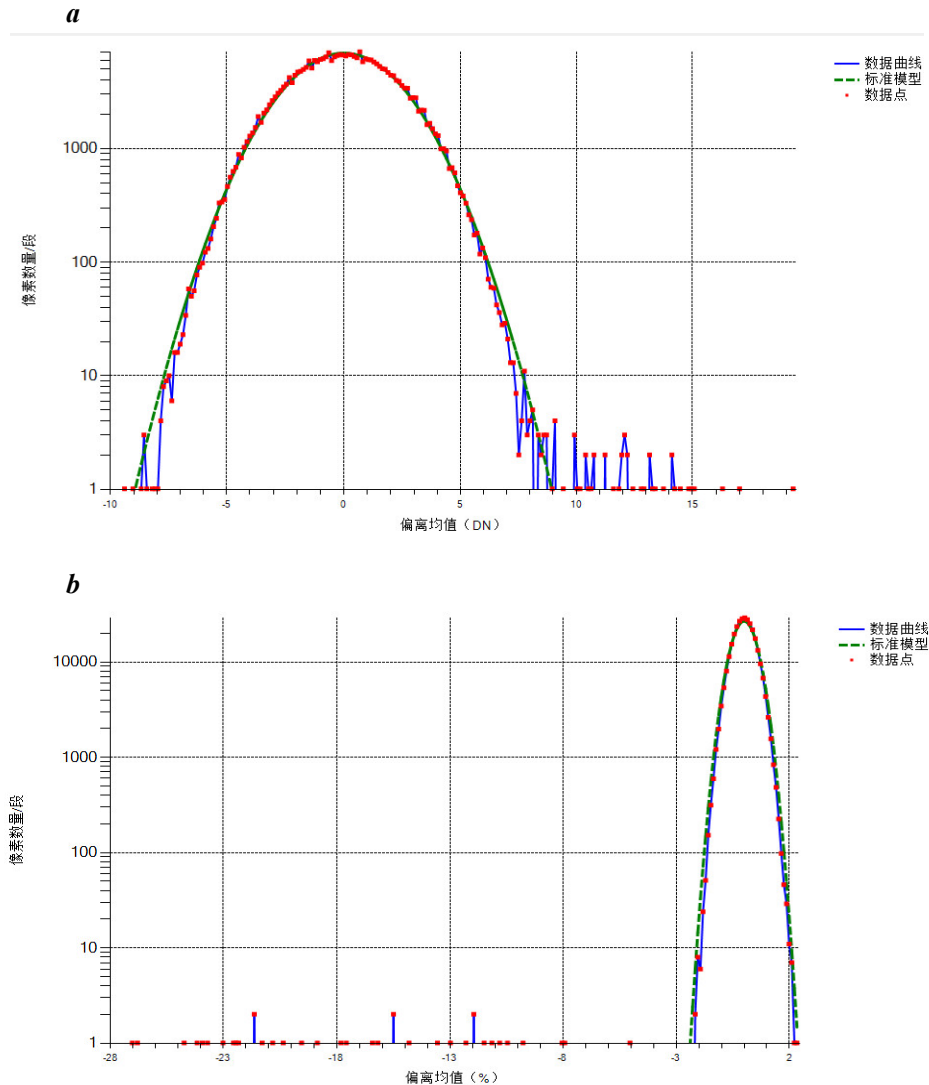 a
数据曲线
标准模型
数据点
像素数量/段
1000
100
10
1
-10 -5 0 5 10 15
偏离均值（DN）
b
数据曲线
标准模型
数据点
像素数量/段
10000
1000
100
10
1
-28 -23 -18 -13 -8 -3 2
偏离均值（%）